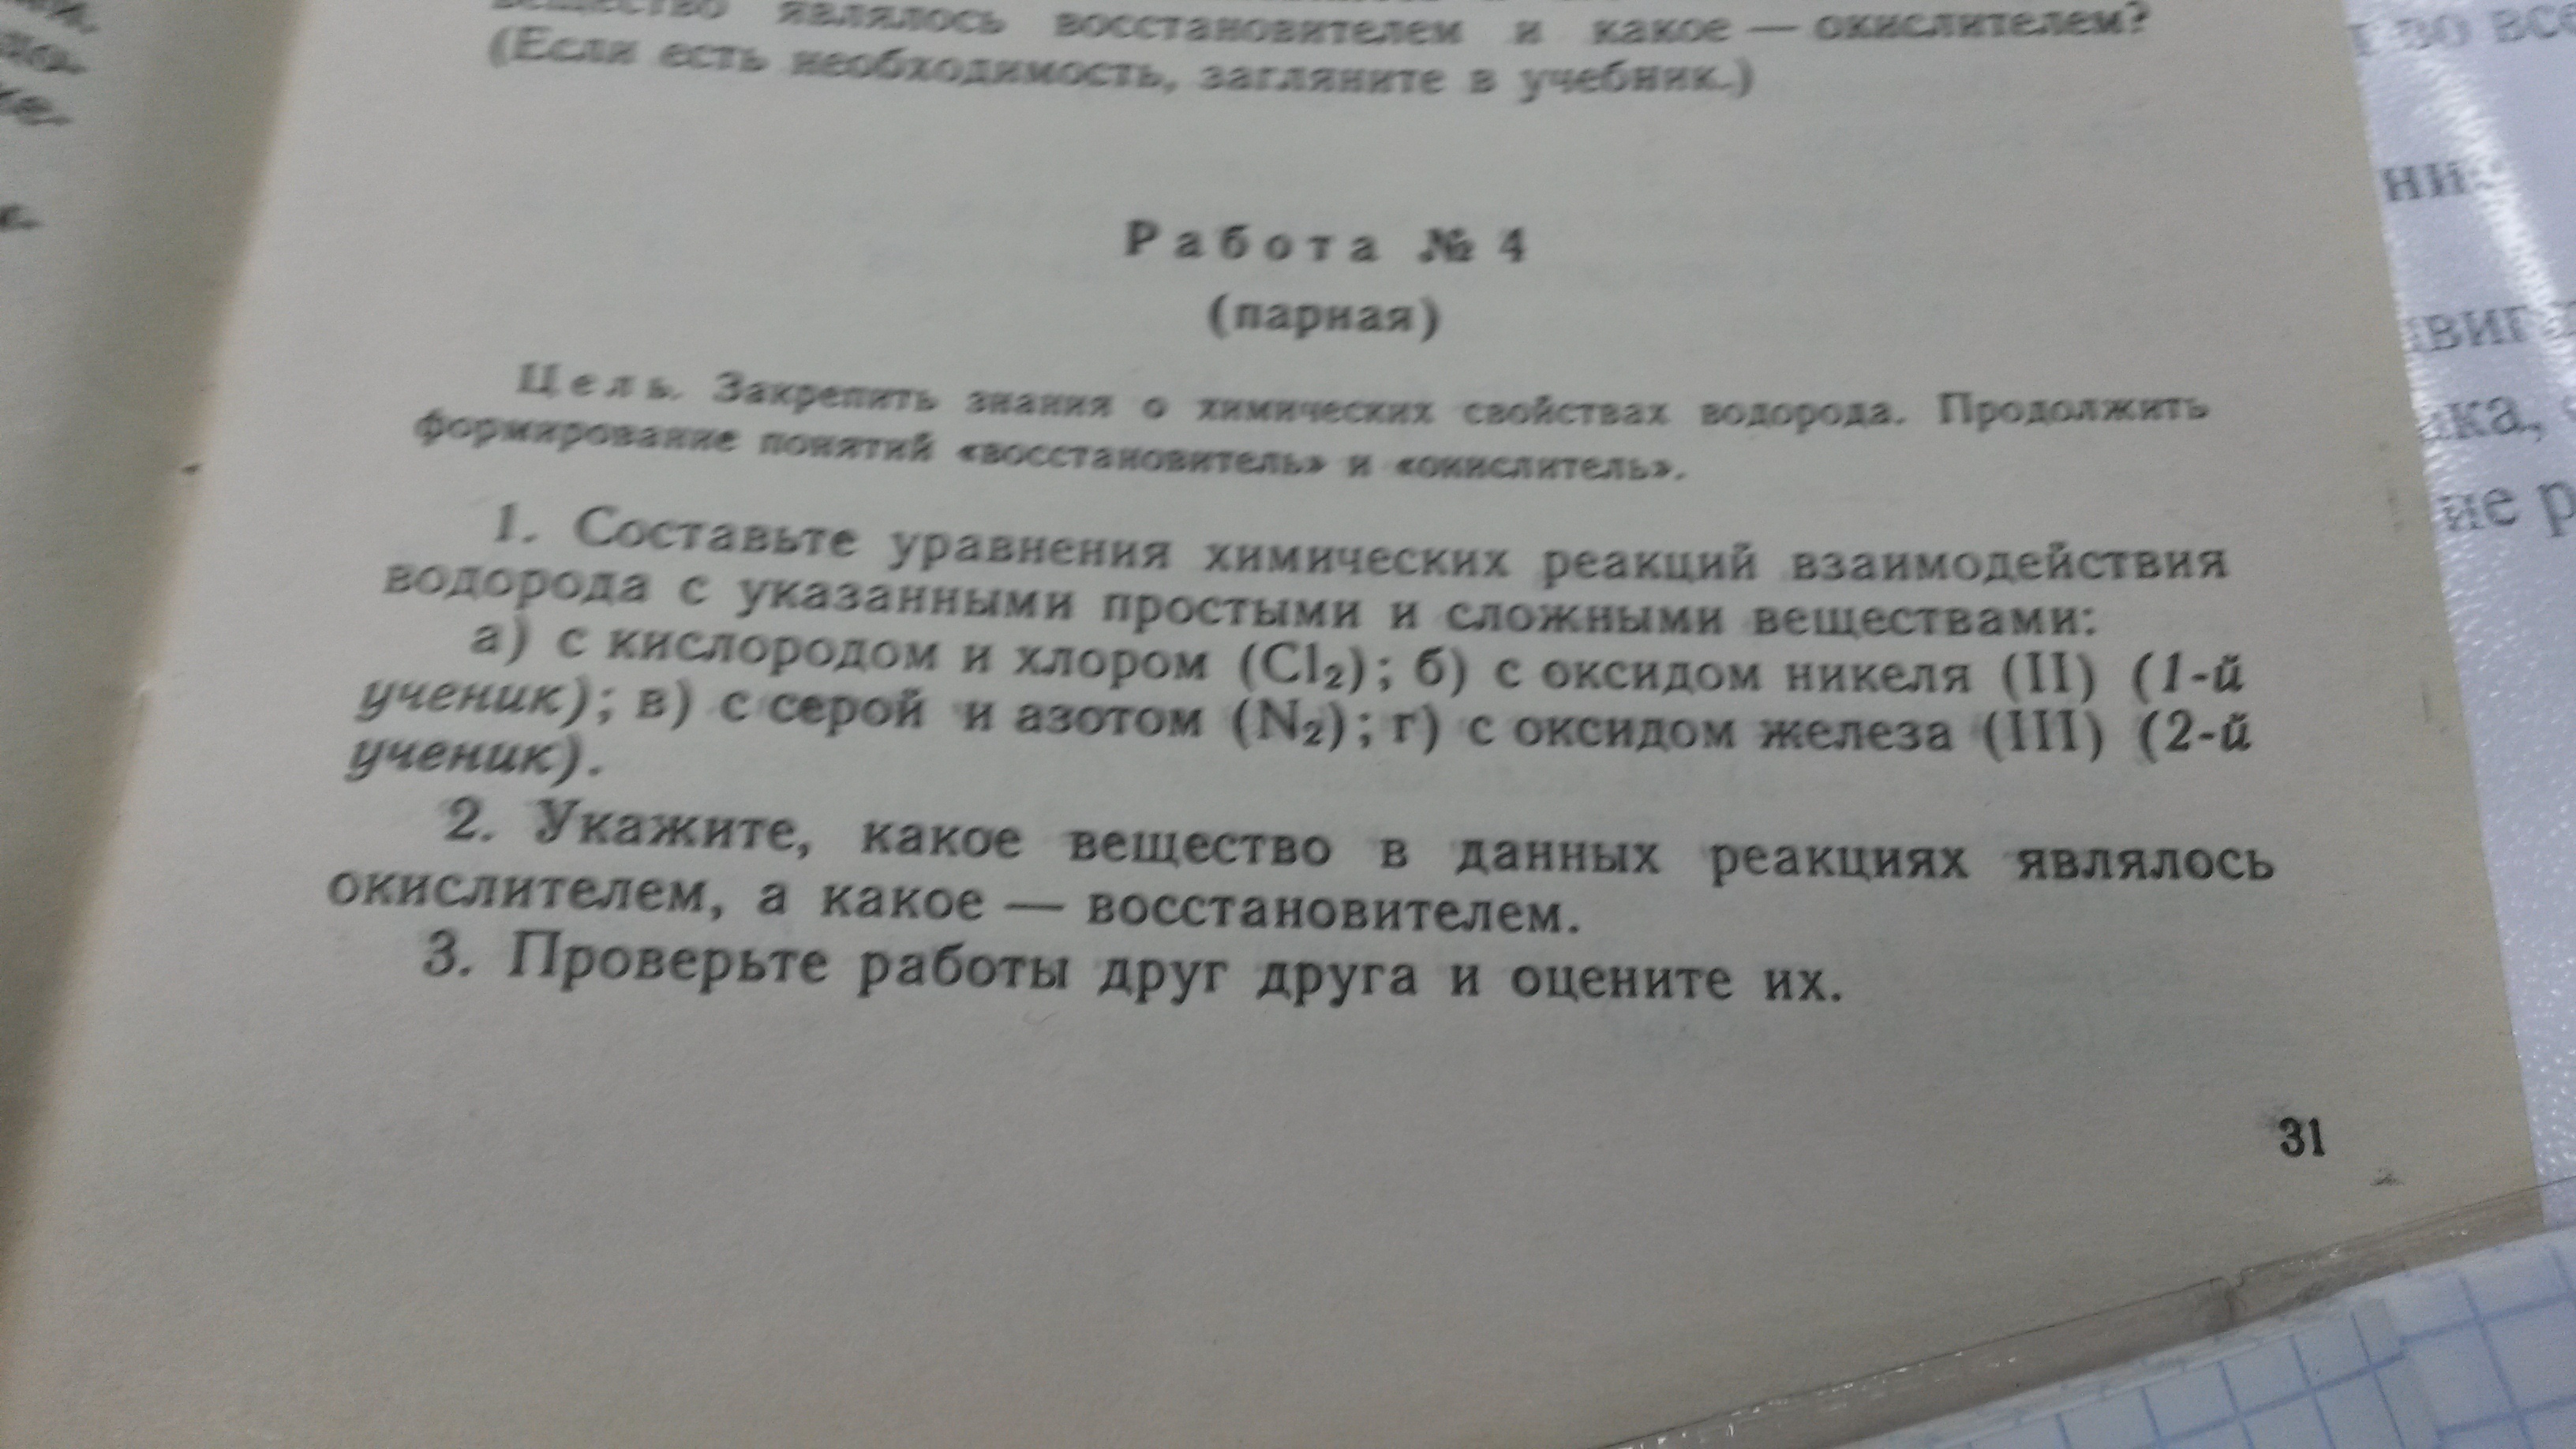 вещество являлось восстановителем и какое — окислителем?
(Если есть необходимость, загляните в учебник.)
Работа № 4
(парная)
Цель. Закрепить знания о химических свойствах водорода. Продолжить
формирование понятий «восстановитель» и «окислитель».
1. Составьте уравнения химических реакций взаимодействия
водорода с указанными простыми и сложными веществами:
а) с кислородом и хлором (Cl₂); б) с оксидом никеля (II) (1-й
ученик); в) с серой и азотом (N₂); г) с оксидом железа (III) (2-й
ученик).
2. Укажите, какое вещество в данных реакциях являлось
окислителем, а какое — восстановителем.
3. Проверьте работы друг друга и оцените их.
31